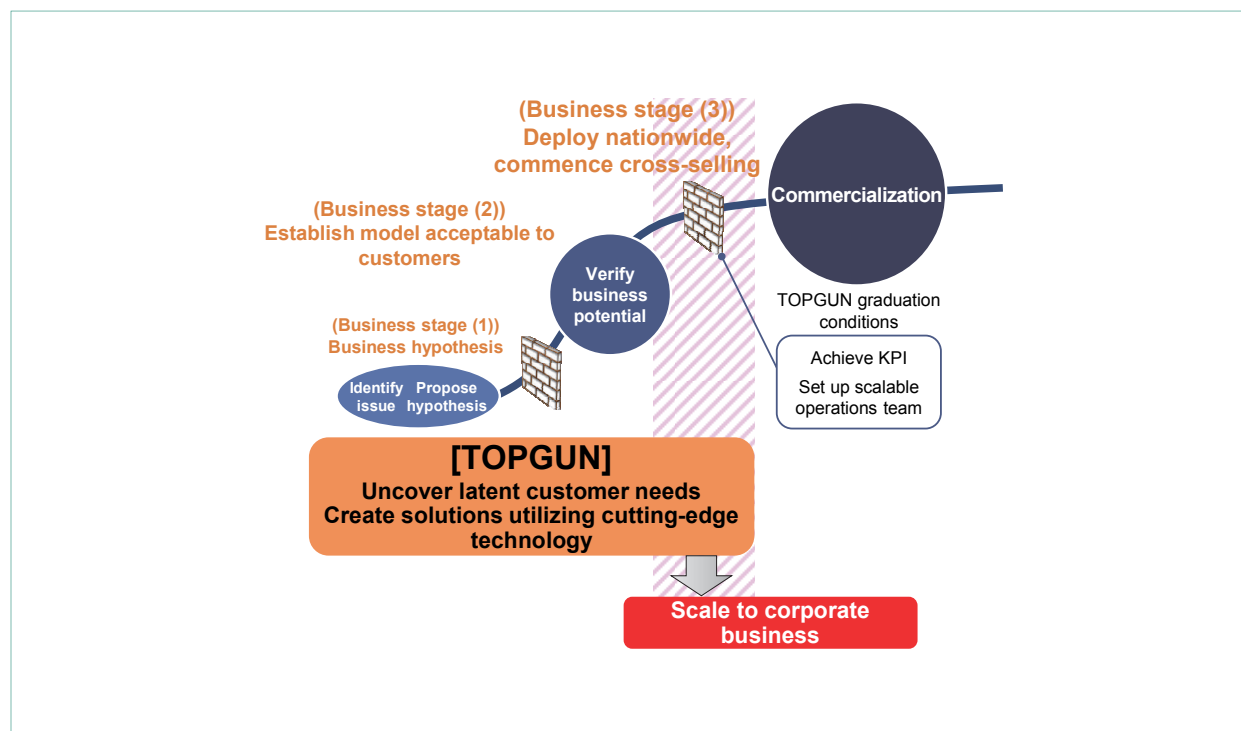 (Business stage (3))
Deploy nationwide,
commence cross-selling
Commercialization
(Business stage (2))
Establish model acceptable to
customers
Verify
business
potential
TOPGUN graduation
conditions
Achieve KPI
Set up scalable
operations team
(Business stage (1))
Business hypothesis
Identify Propose
issue hypothesis
[TOPGUN]
Uncover latent customer needs
Create solutions utilizing cutting-edge
technology
Scale to corporate
business